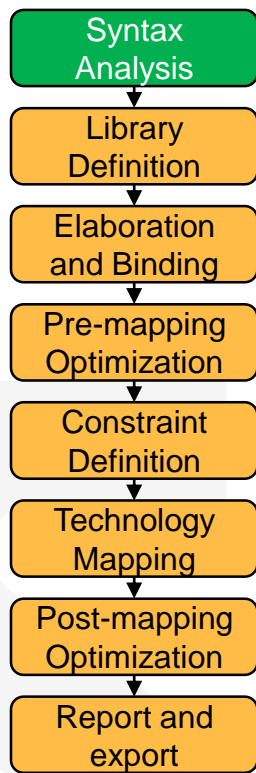 Syntax
Analysis
Library
Definition
Elaboration
and Binding
Pre-mapping
Optimization
Constraint
Definition
Technology
Mapping
Post-mapping
Optimization
Report and
export